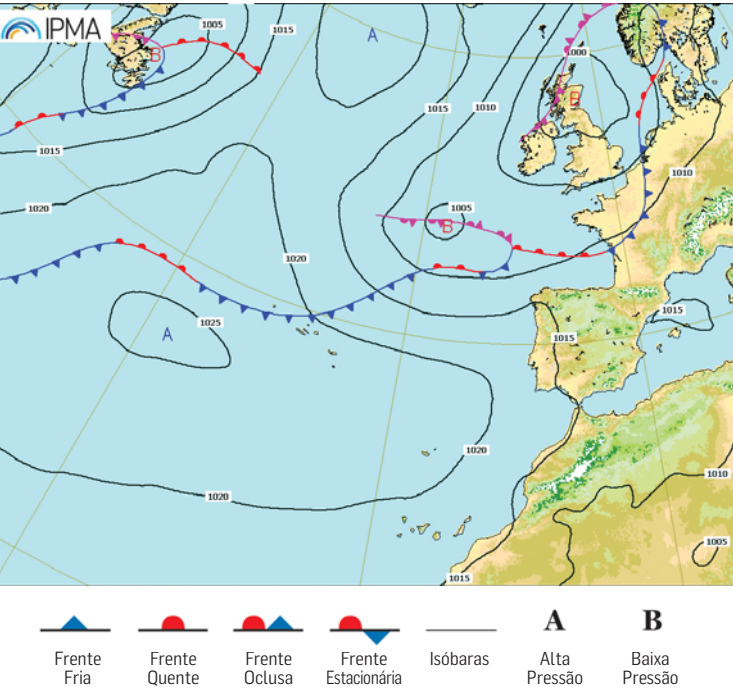 IPMA
1005
B
1015
A
1000
B
1015
1010
1015
1010
1020
1005
B
1020
1025
A
1015
1015
1020
1010
1020
1005
1015
A B
Frente Fria
Frente Quente
Frente Oclusa
Frente Estacionária
Isóbaras
Alta Pressão
Baixa Pressão